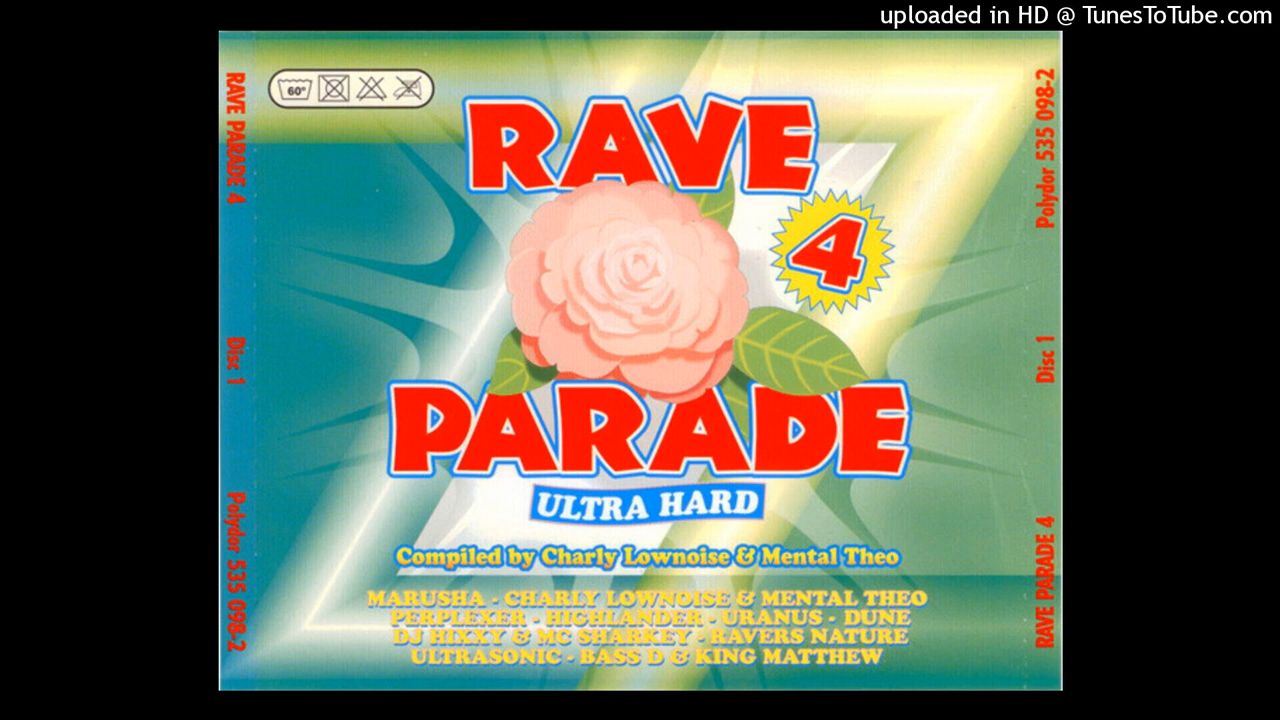 uploaded in HD @ TunesToTube.com
60°
RAVE
4
PARADE
ULTRA HARD
Compiled by Charly Lownoise & Mental Theo
MARUSHA - CHARLY LOWNOISE & MENTAL THEO
PERPLEXER - HIGHLANDER - URANUS - DUNE
DJ HIXXY & MC SHARKEY - RAVERS NATURE
ULTRASONIC - BASS D & KING MATTHEW
RAVE PARADE 4
Disc 1
Polydor 535 098-2
RAVE PARADE 4
Disc 1
Polydor 535 098-2